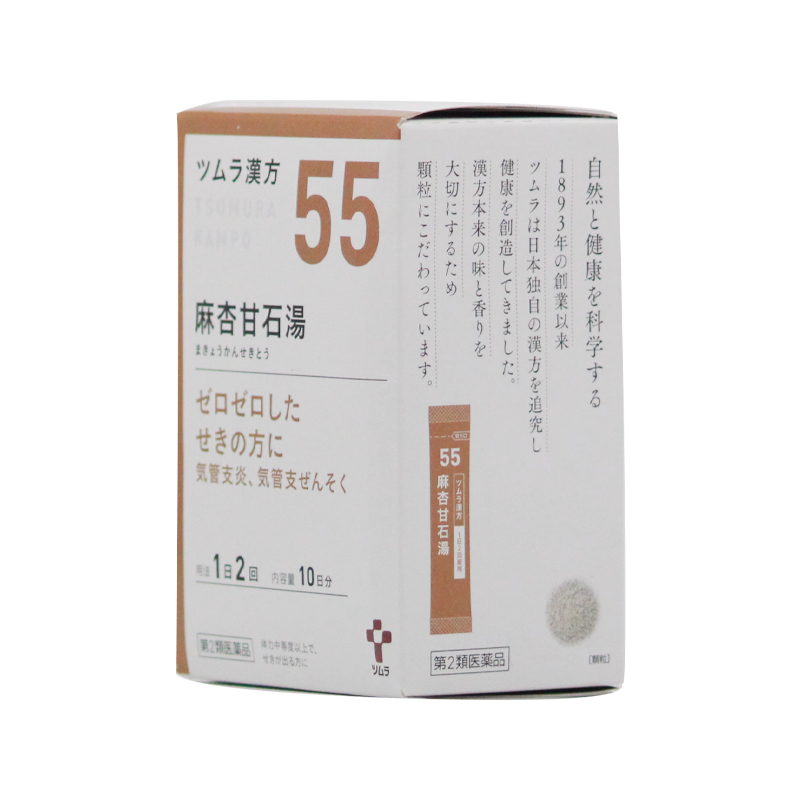 ツムラ漢方
TSUMURA
KAMPO
55
麻杏甘石湯
まきょうかんせきとう
ゼロゼロした
せきの方に
気管支炎、気管支ぜんそく
用法 1日2回 内容量 10日分
第2類医薬品
体力中等度以上で、
せきが出る方に
ツムラ
自然と健康を科学する
1893年の創業以来
ツムラは日本独自の漢方を追究し
健康を創造してきました。
漢方本来の味と香りを
大切にするため
顆粒にこだわっています。
55
麻杏甘石湯
ツムラ漢方
1日2回服用
第2類医薬品
[顆粒]